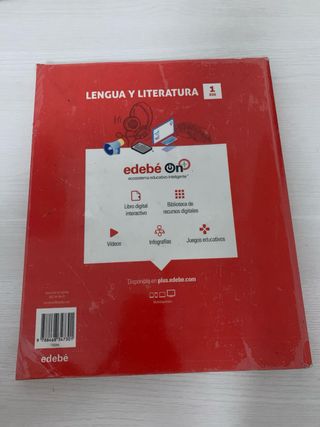 LENGUA Y LITERATURA 1
ESO
edebé On+
ecosistema educativo inteligente
Libro digital
interactivo
Biblioteca de
recursos digitales
Vídeos
Infografías
Juegos educativos
Disponible en plus.edebe.com
edebé